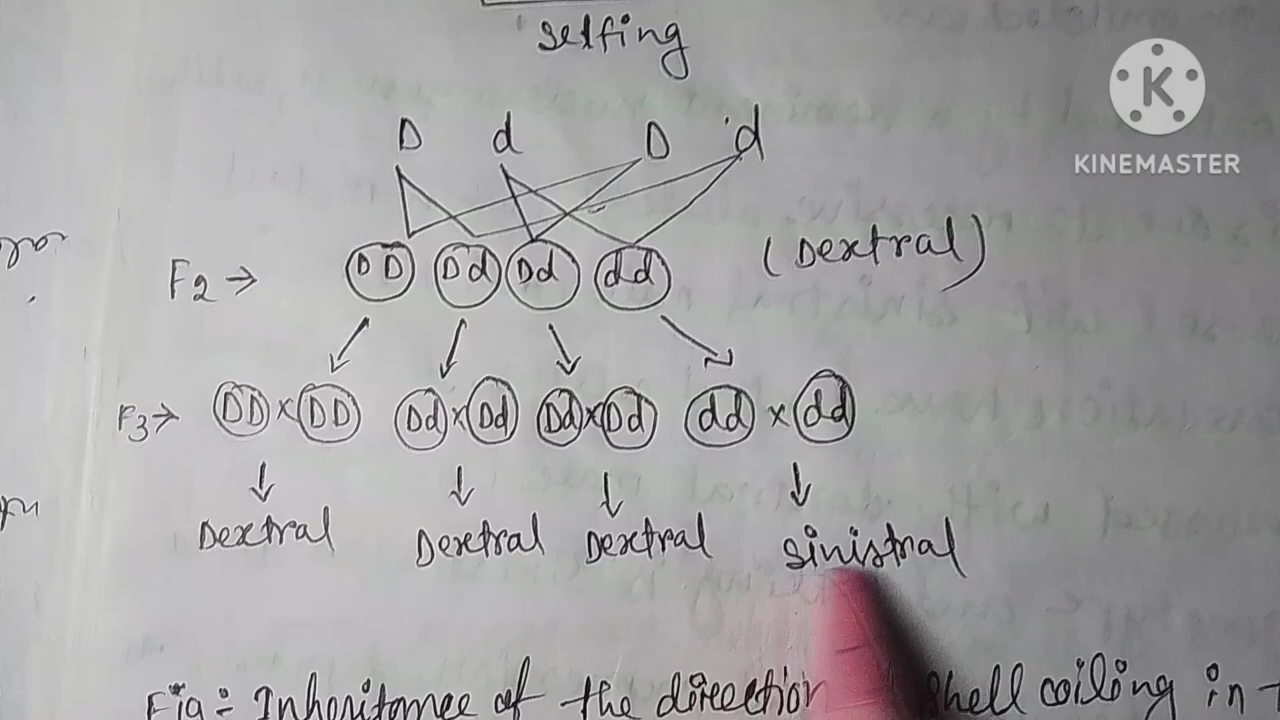 selfing
D d D d
F2 → DD Dd Dd dd (Dextral)
F3 → DD × DD Dd × Dd Dd × Dd dd × dd
Dextral Dextral Dextral sinistral
Fig:- Inheritance of the direction shell coiling in
K
KINEMASTER